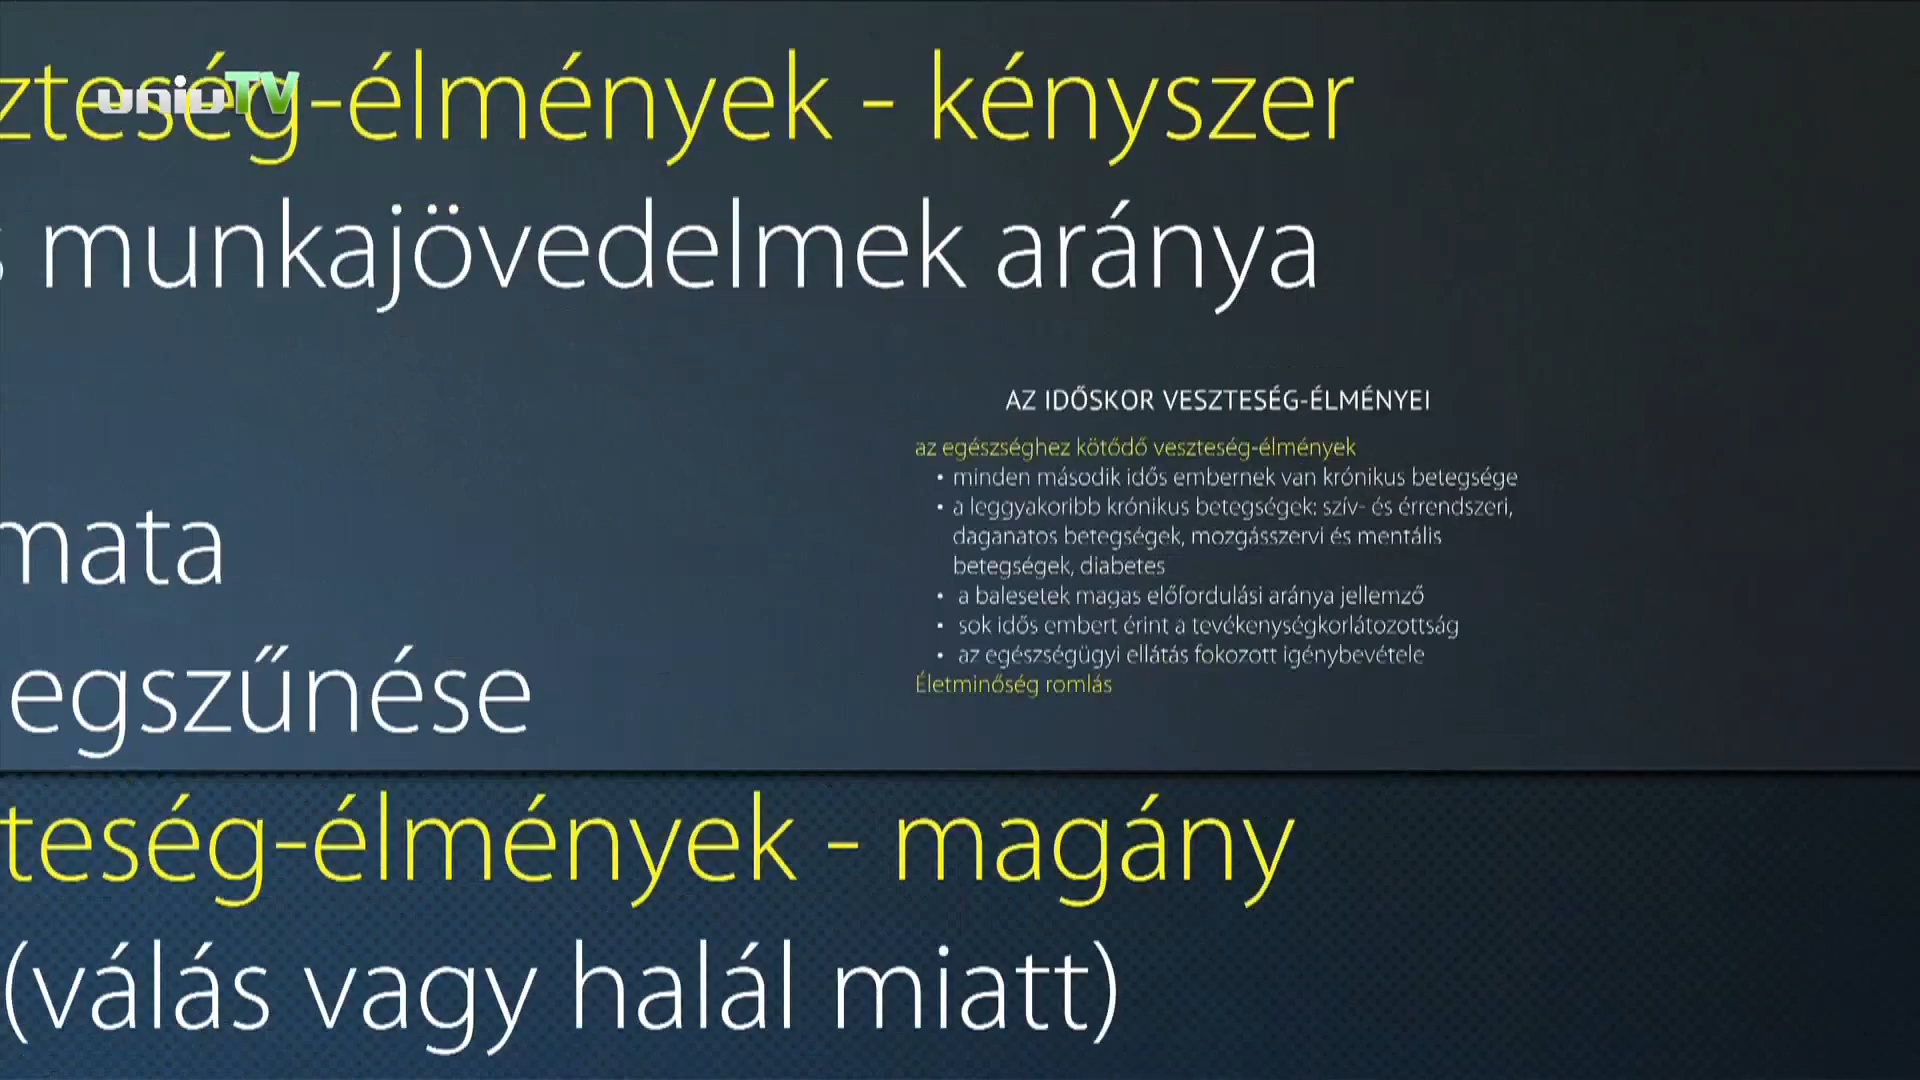 zteség-élmények - kényszer
univTV
munkajövedelmek aránya
AZ IDŐSKOR VESZTESÉG-ÉLMÉNYEI
az egészséghez kötődő veszteség-élmények
• minden második idős embernek van krónikus betegsége
• a leggyakoribb krónikus betegségek: szív- és érrendszeri,
daganatos betegségek, mozgásszervi és mentális
betegségek, diabetes
• a balesetek magas előfordulási aránya jellemző
• sok idős embert érint a tevékenységkorlátozottság
• az egészségügyi ellátás fokozott igénybevétele
Életminőség romlás
mata
egszűnése
teség-élmények - magány
(válás vagy halál miatt)